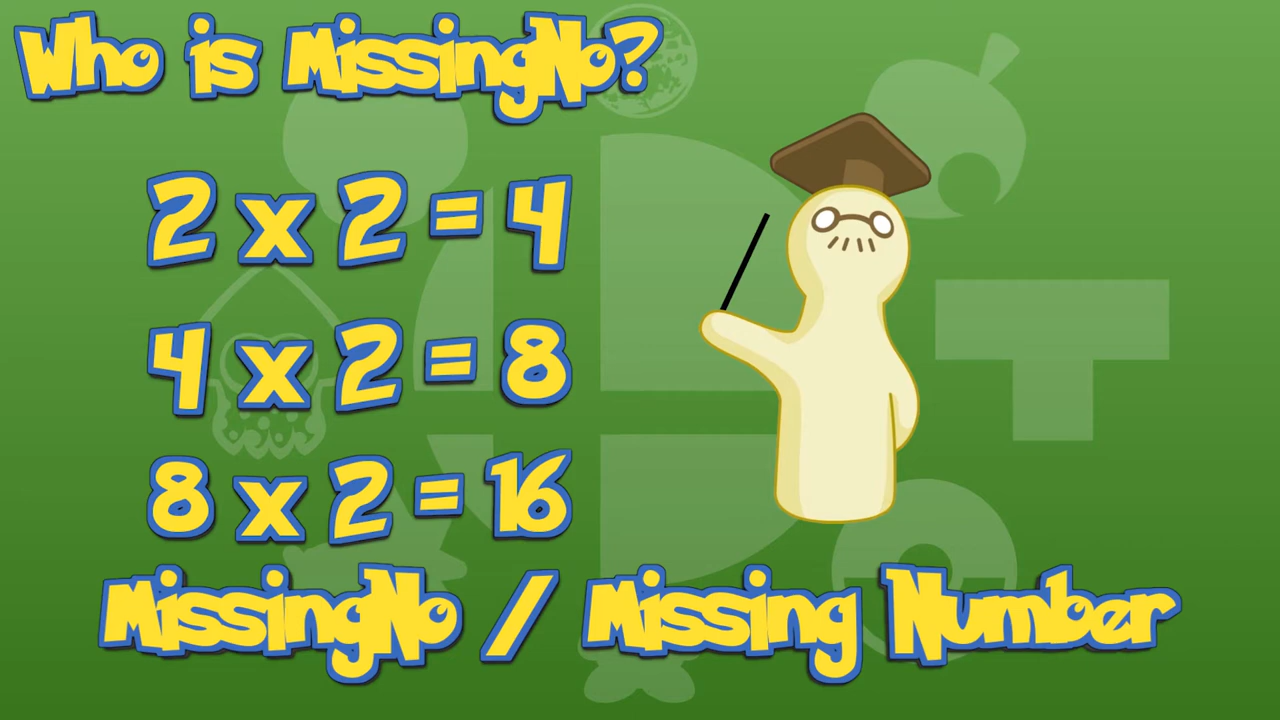 Who is MissingNo?
2 x 2 = 4
4 x 2 = 8
8 x 2 = 16
MissingNo / Missing Number